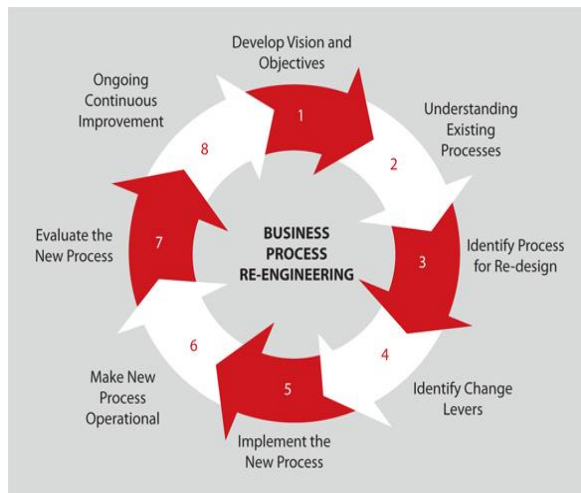 Develop Vision and
Objectives
1
Understanding
Existing
Processes
2
Identify Process
for Re-design
3
Identify Change
Levers
4
Implement the
New Process
5
Make New
Process
Operational
6
Evaluate the
New Process
7
Ongoing
Continuous
Improvement
8
BUSINESS
PROCESS
RE-ENGINEERING